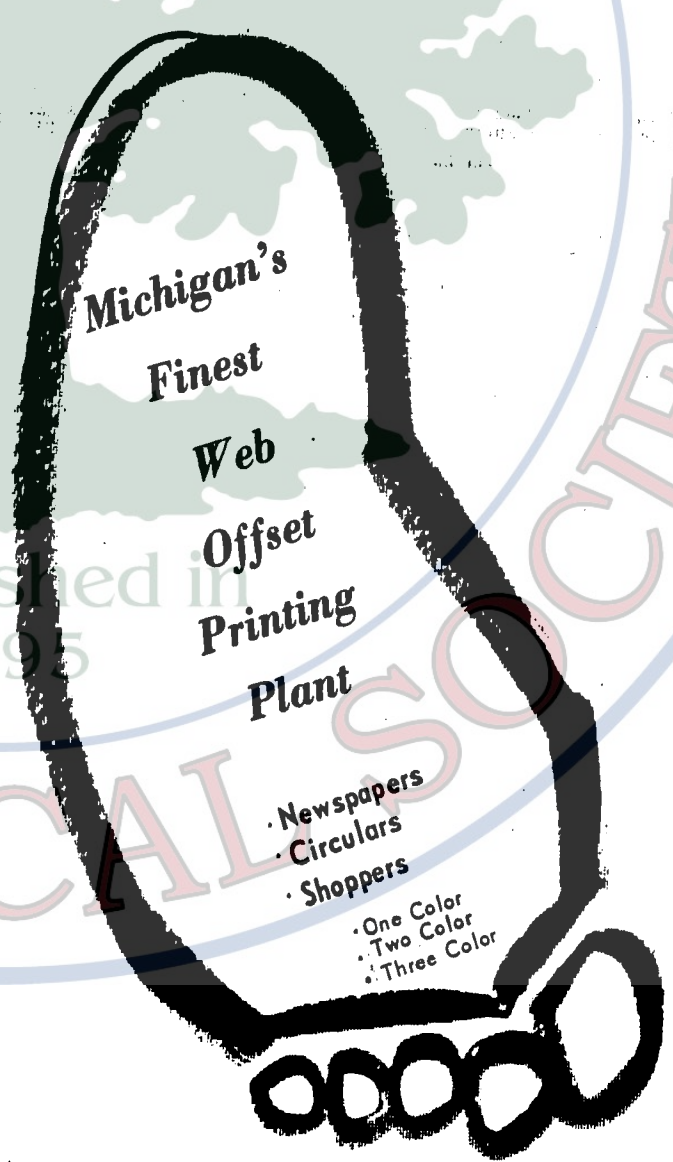 Michigan's
Finest
Web
Offset
Printing
Plant
· Newspapers
· Circulars
· Shoppers
· One Color
· Two Color
· Three Color
shed in
95
CAL SOCIE